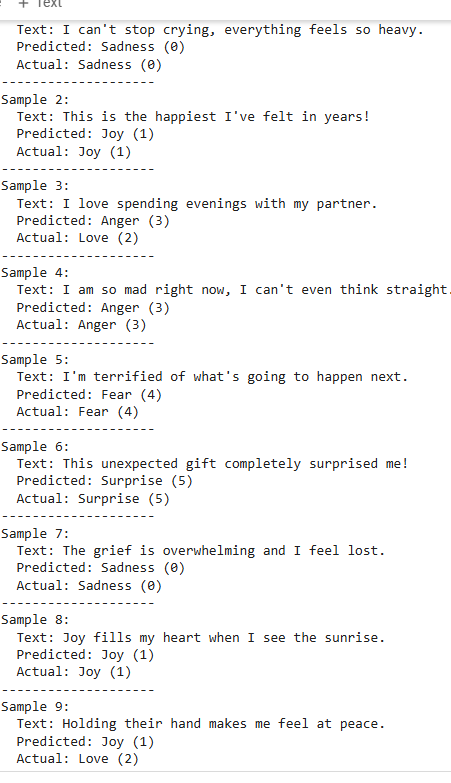 + Text
Text: I can't stop crying, everything feels so heavy.
Predicted: Sadness (0)
Actual: Sadness (0)
--------------------
Sample 2:
Text: This is the happiest I've felt in years!
Predicted: Joy (1)
Actual: Joy (1)
--------------------
Sample 3:
Text: I love spending evenings with my partner.
Predicted: Anger (3)
Actual: Love (2)
--------------------
Sample 4:
Text: I am so mad right now, I can't even think straight.
Predicted: Anger (3)
Actual: Anger (3)
--------------------
Sample 5:
Text: I'm terrified of what's going to happen next.
Predicted: Fear (4)
Actual: Fear (4)
--------------------
Sample 6:
Text: This unexpected gift completely surprised me!
Predicted: Surprise (5)
Actual: Surprise (5)
--------------------
Sample 7:
Text: The grief is overwhelming and I feel lost.
Predicted: Sadness (0)
Actual: Sadness (0)
--------------------
Sample 8:
Text: Joy fills my heart when I see the sunrise.
Predicted: Joy (1)
Actual: Joy (1)
--------------------
Sample 9:
Text: Holding their hand makes me feel at peace.
Predicted: Joy (1)
Actual: Love (2)